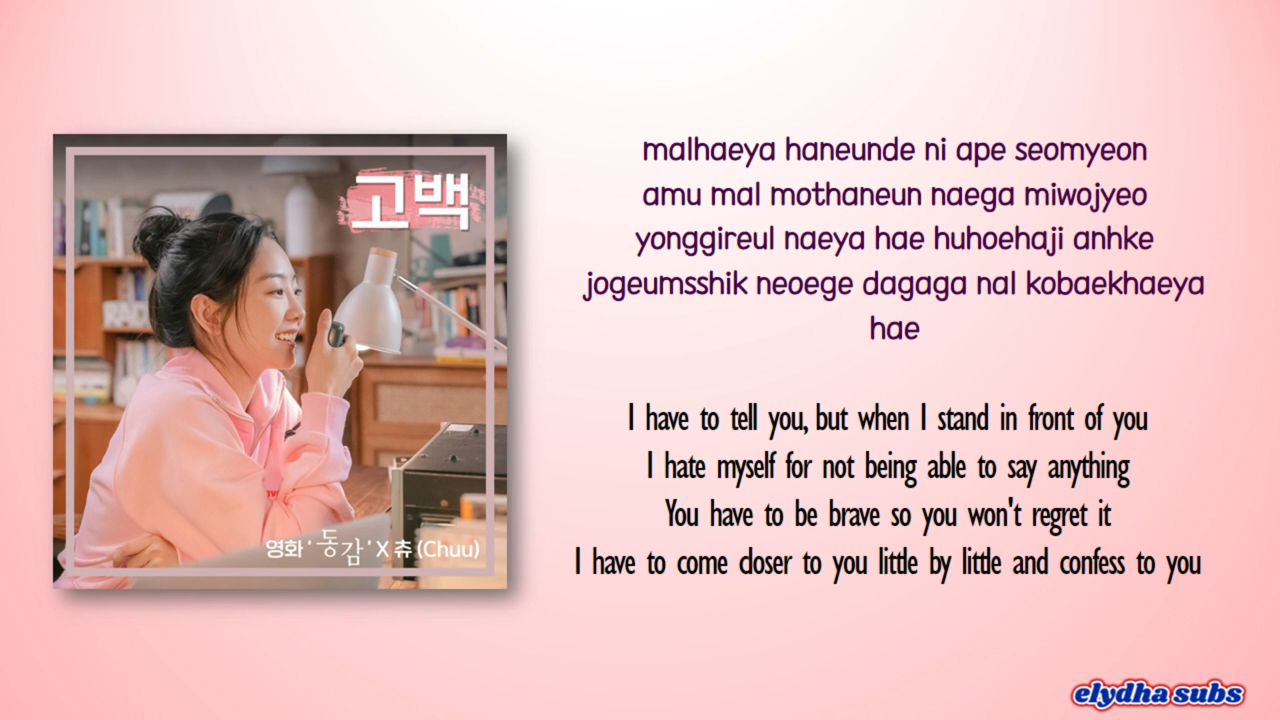 고백
RAD
영화 '동감' X 츄 (Chuu)
malhaeya haneunde ni ape seomyeon
amu mal mothaneun naega miwojyeo
yonggireul naeya hae huhoehaji anhke
jogeumsshik neoege dagaga nal kobaekhaeya
hae
I have to tell you, but when I stand in front of you
I hate myself for not being able to say anything
You have to be brave so you won't regret it
I have to come closer to you little by little and confess to you
elydha subs